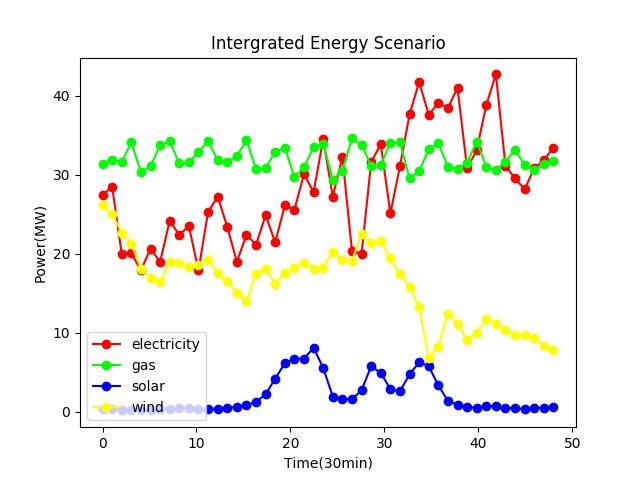 Intergrated Energy Scenario
Power(MW)
40
30
20
10
0
electricity
gas
solar
wind
0 10 20 30 40 50
Time(30min)